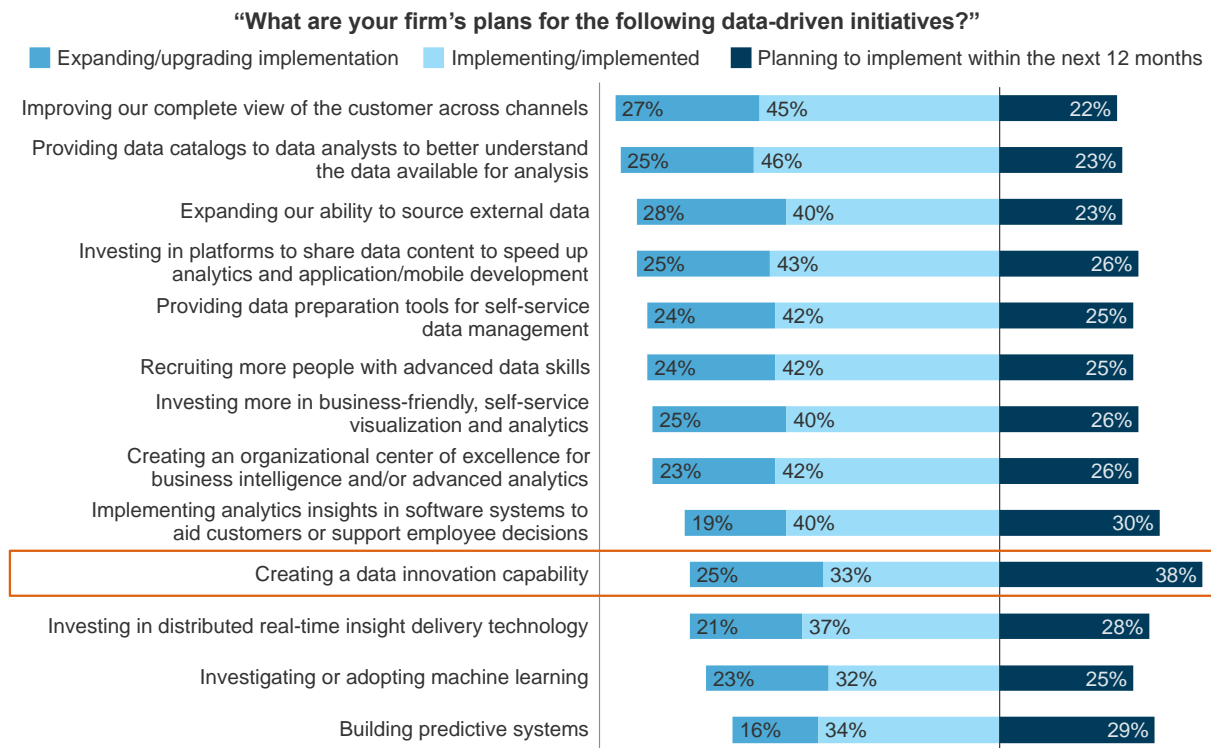 “What are your firm’s plans for the following data-driven initiatives?”
Expanding/upgrading implementation Implementing/implemented Planning to implement within the next 12 months
Improving our complete view of the customer across channels 27% 45% 22%
Providing data catalogs to data analysts to better understand
the data available for analysis 25% 46% 23%
Expanding our ability to source external data 28% 40% 23%
Investing in platforms to share data content to speed up
analytics and application/mobile development 25% 43% 26%
Providing data preparation tools for self-service
data management 24% 42% 25%
Recruiting more people with advanced data skills 24% 42% 25%
Investing more in business-friendly, self-service
visualization and analytics 25% 40% 26%
Creating an organizational center of excellence for
business intelligence and/or advanced analytics 23% 42% 26%
Implementing analytics insights in software systems to
aid customers or support employee decisions 19% 40% 30%
Creating a data innovation capability 25% 33% 38%
Investing in distributed real-time insight delivery technology 21% 37% 28%
Investigating or adopting machine learning 23% 32% 25%
Building predictive systems 16% 34% 29%